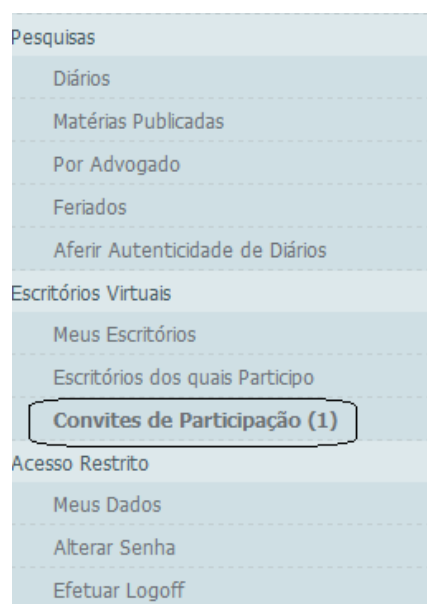 Pesquisas
Diários
Matérias Publicadas
Por Advogado
Feriados
Aferir Autenticidade de Diários
Escritórios Virtuais
Meus Escritórios
Escritórios dos quais Participo
Convites de Participação (1)
Acesso Restrito
Meus Dados
Alterar Senha
Efetuar Logoff